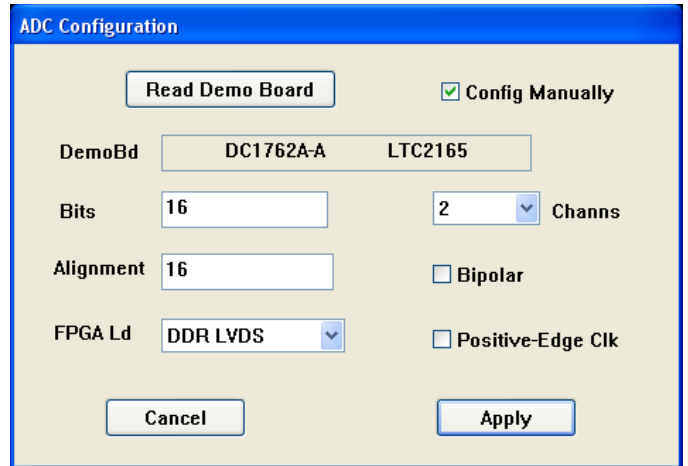 ADC Configuration
Read Demo Board Config Manually
DemoBd DC1762A-A LTC2165
Bits 16 2 Channs
Alignment 16 Bipolar
FPGA Ld DDR LVDS Positive-Edge Clk
Cancel Apply